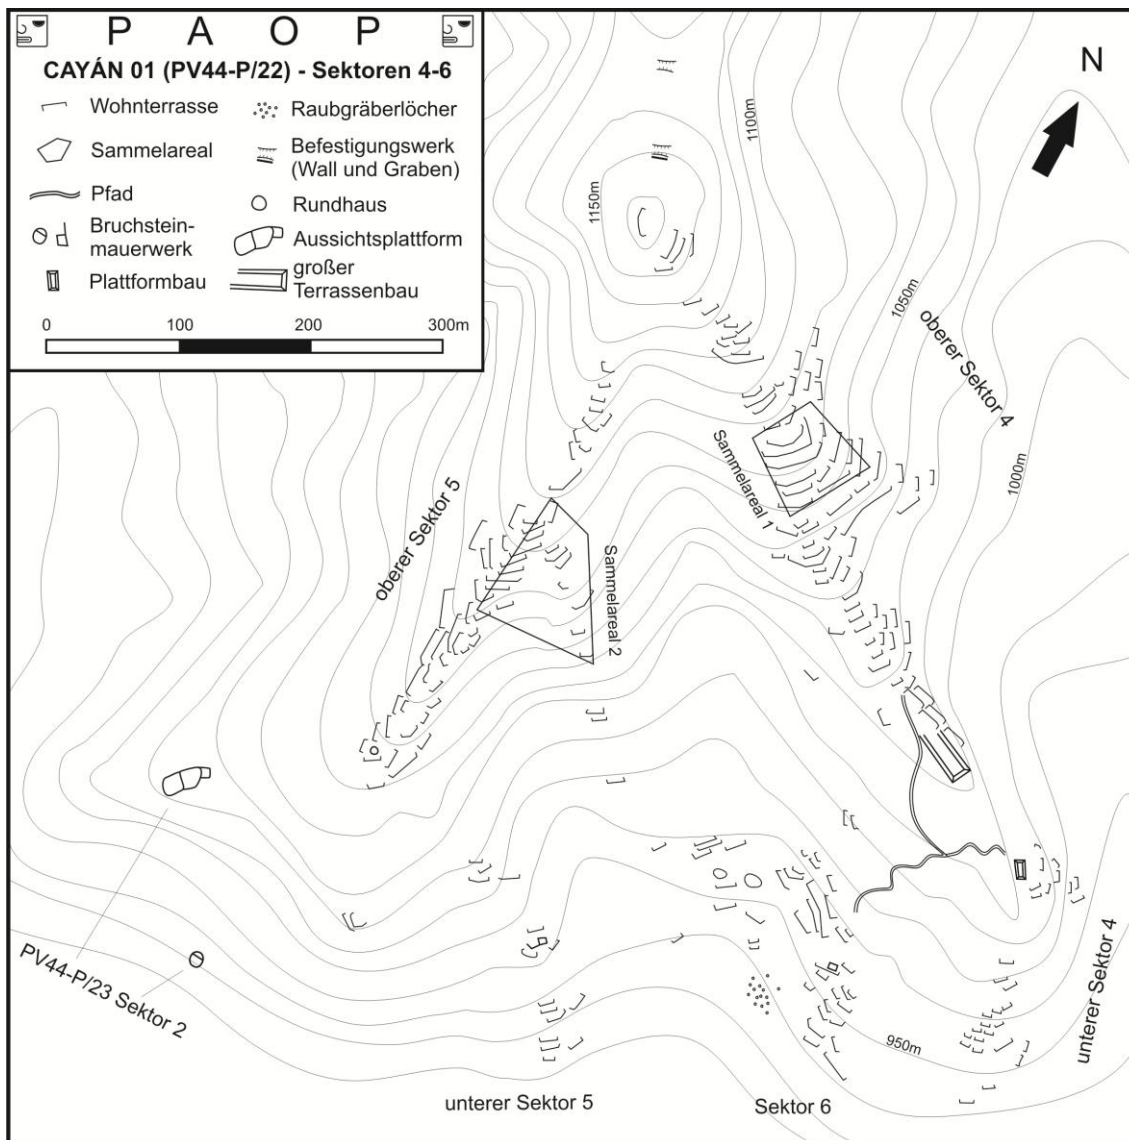 P A O P
CAYÁN 01 (PV44-P/22) - Sektoren 4-6
Wohnterrasse
Sammelareal
Pfad
Bruchstein-
mauerwerk
Plattformbau
Raubgräberlöcher
Befestigungswerk
(Wall und Graben)
Rundhaus
Aussichtsplattform
großer
Terrassenbau
0 100 200 300m
N
1100m
1150m
1050m
oberer Sektor 4
1000m
Sammelareal 1
oberer Sektor 5
Sammelareal 2
PV44-P/23 Sektor 2
unterer Sektor 4
950m
unterer Sektor 5
Sektor 6